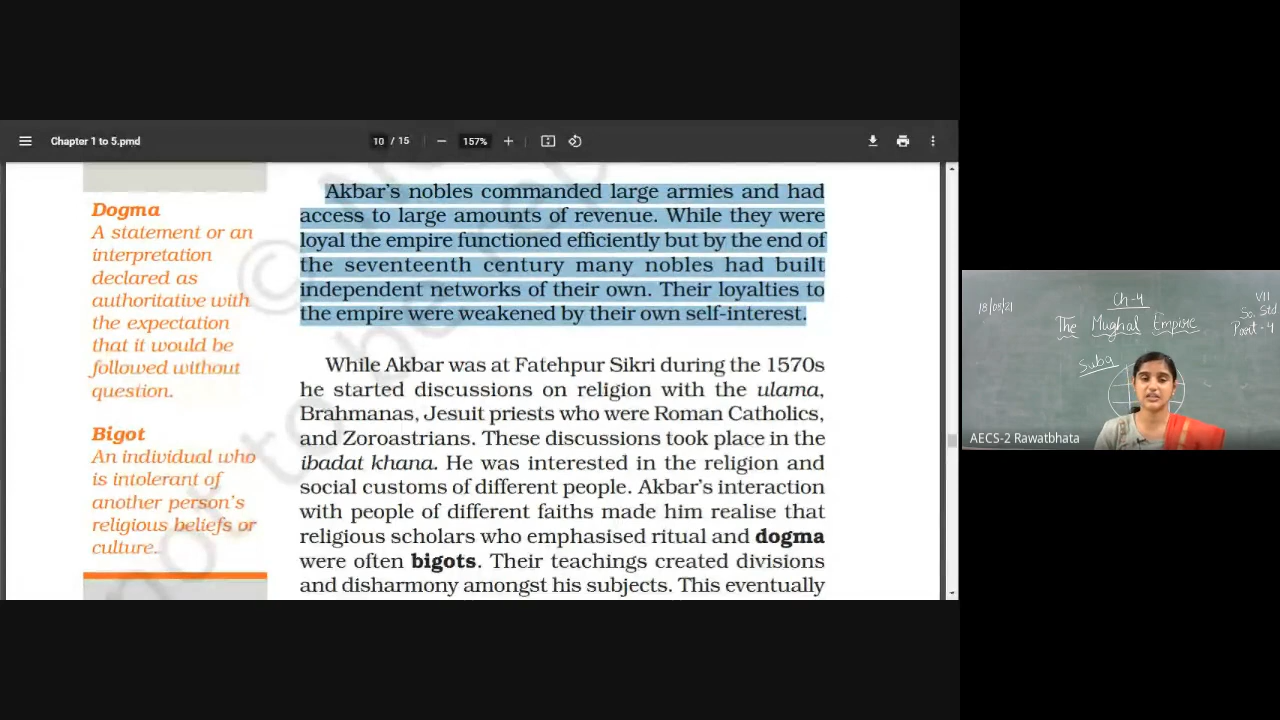 Chapter 1 to 5.pmd
10 / 15
157%
Dogma
A statement or an
interpretation
declared as
authoritative with
the expectation
that it would be
followed without
question.
Bigot
An individual who
is intolerant of
another person's
religious beliefs or
culture.
Akbar's nobles commanded large armies and had
access to large amounts of revenue. While they were
loyal the empire functioned efficiently but by the end of
the seventeenth century many nobles had built
independent networks of their own. Their loyalties to
the empire were weakened by their own self-interest.
While Akbar was at Fatehpur Sikri during the 1570s
he started discussions on religion with the ulama,
Brahmanas, Jesuit priests who were Roman Catholics,
and Zoroastrians. These discussions took place in the
ibadat khana. He was interested in the religion and
social customs of different people. Akbar's interaction
with people of different faiths made him realise that
religious scholars who emphasised ritual and dogma
were often bigots. Their teachings created divisions
and disharmony amongst his subjects. This eventually
18/08/21
Ch-4
VII
So. Std
Part-4
The Mughal Empire
Suba
AECS-2 Rawatbhata